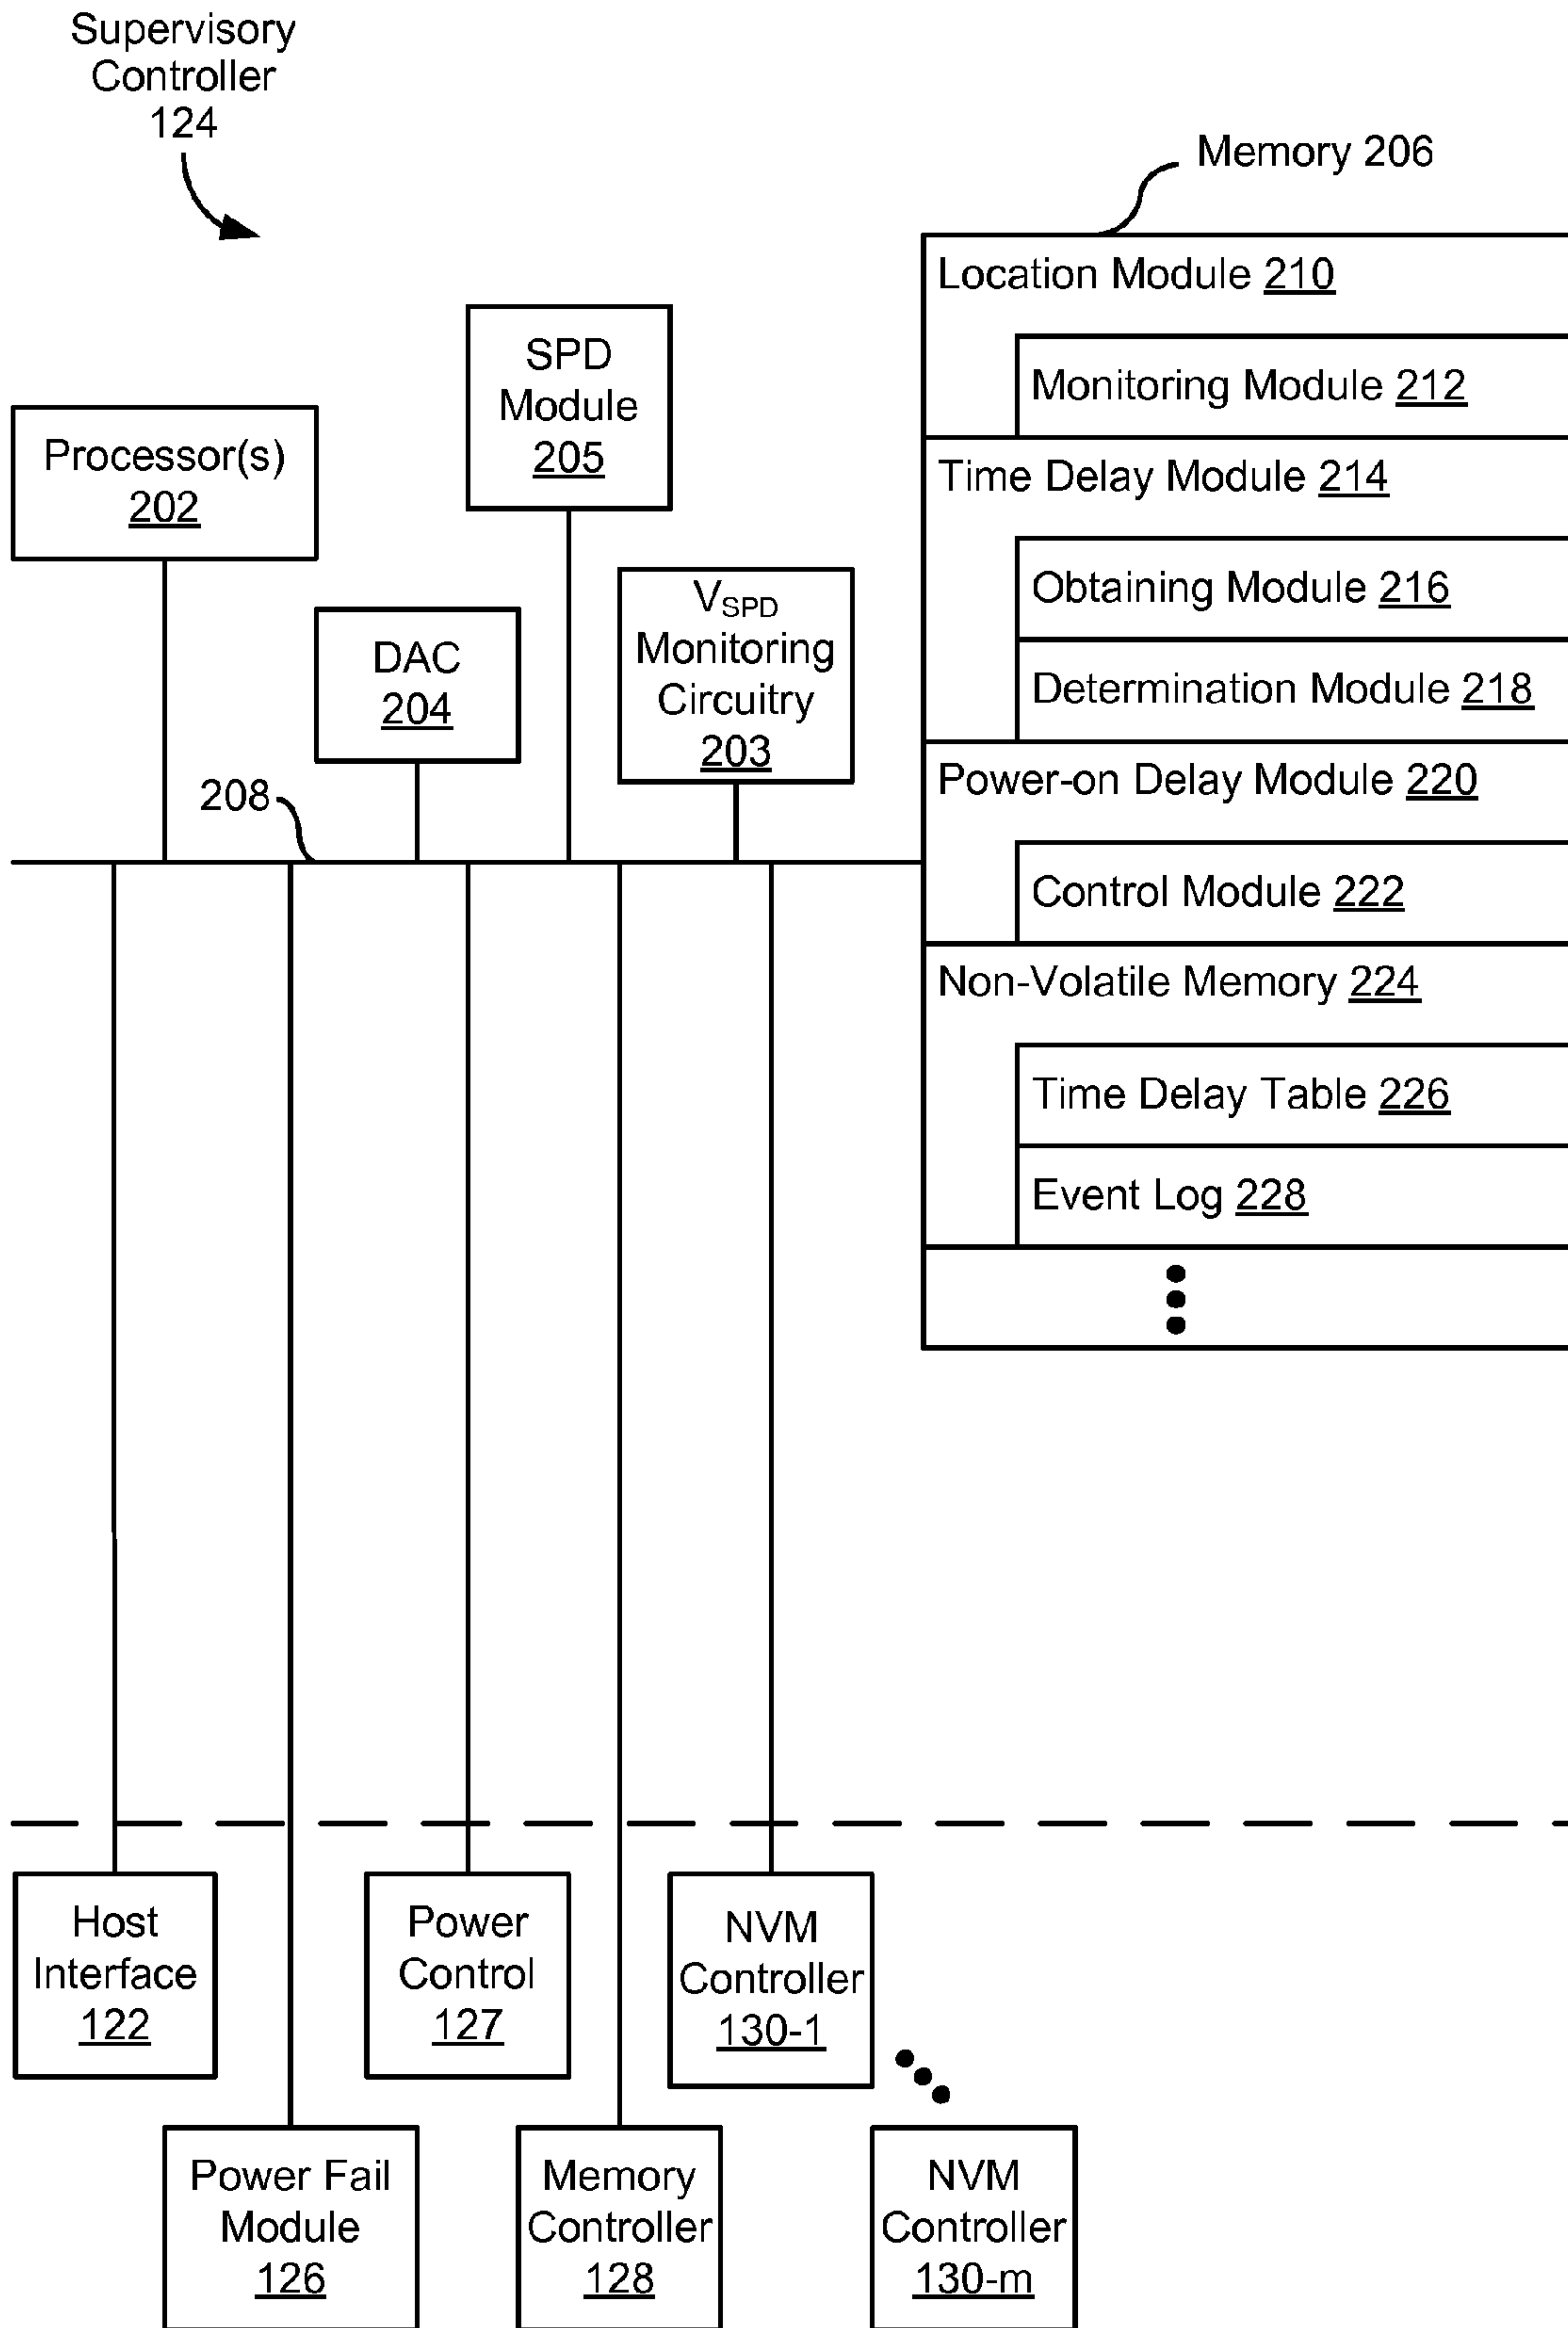 Supervisory
Controller
124
Memory 206
Location Module 210
Monitoring Module 212
Time Delay Module 214
Obtaining Module 216
Determination Module 218
Power-on Delay Module 220
Control Module 222
Non-Volatile Memory 224
Time Delay Table 226
Event Log 228
SPD
Module
205
Processor(s)
202
DAC
204
VSPD
Monitoring
Circuitry
203
208
Host
Interface
122
Power
Control
127
NVM
Controller
130-1
Power Fail
Module
126
Memory
Controller
128
NVM
Controller
130-m